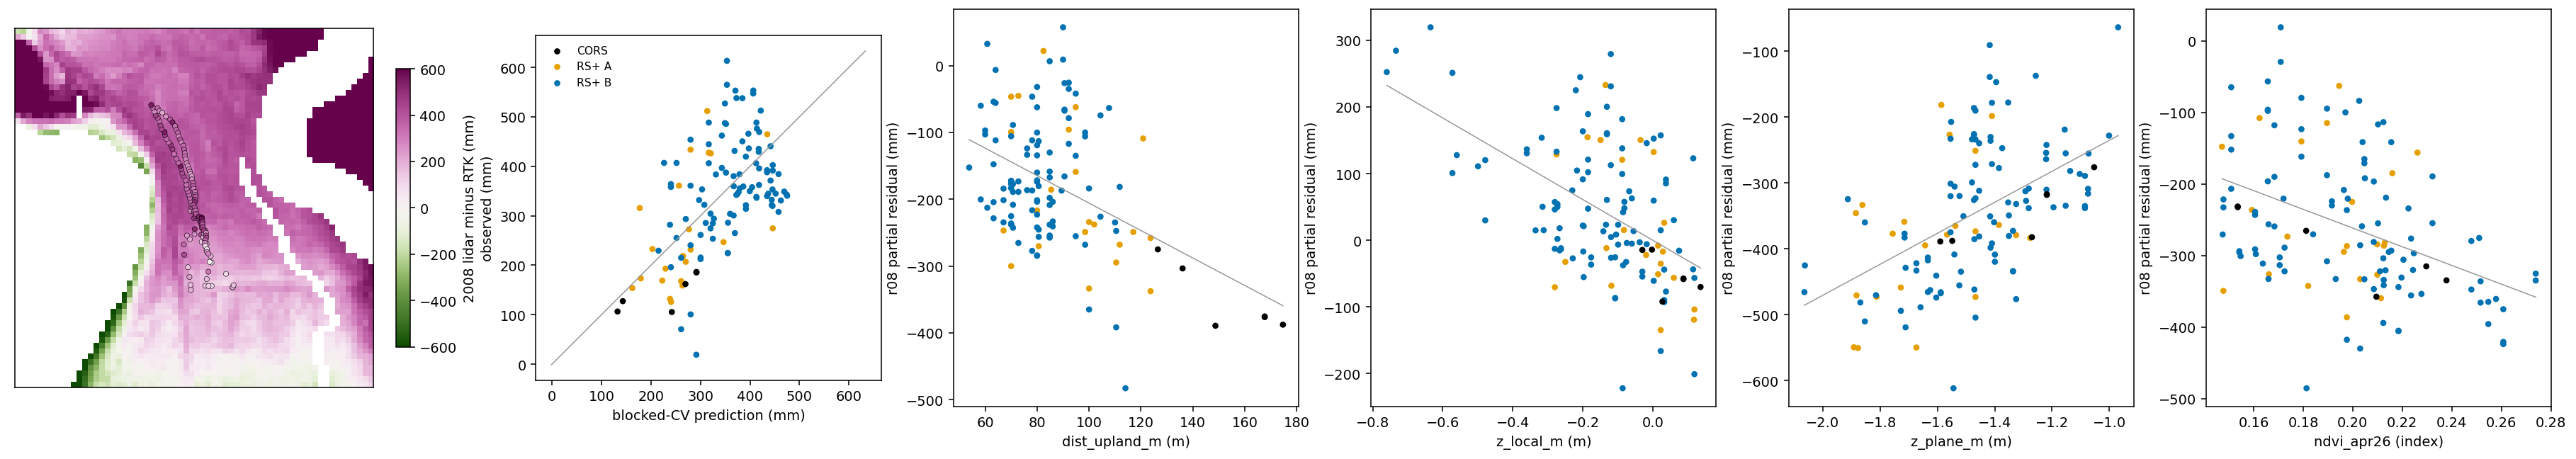 600
400
200
0
−200
−400
−600
2008 lidar minus RTK (mm)
observed (mm)
600
500
400
300
200
100
0
CORS
RS+ A
RS+ B
0 100 200 300 400 500 600
blocked-CV prediction (mm)
r08 partial residual (mm)
0
−100
−200
−300
−400
−500
60 80 100 120 140 160 180
dist_upland_m (m)
r08 partial residual (mm)
300
200
100
0
−100
−200
−0.8 −0.6 −0.4 −0.2 0.0
z_local_m (m)
r08 partial residual (mm)
−100
−200
−300
−400
−500
−600
−2.0 −1.8 −1.6 −1.4 −1.2 −1.0
z_plane_m (m)
r08 partial residual (mm)
0
−100
−200
−300
−400
−500
0.16 0.18 0.20 0.22 0.24 0.26 0.28
ndvi_apr26 (index)